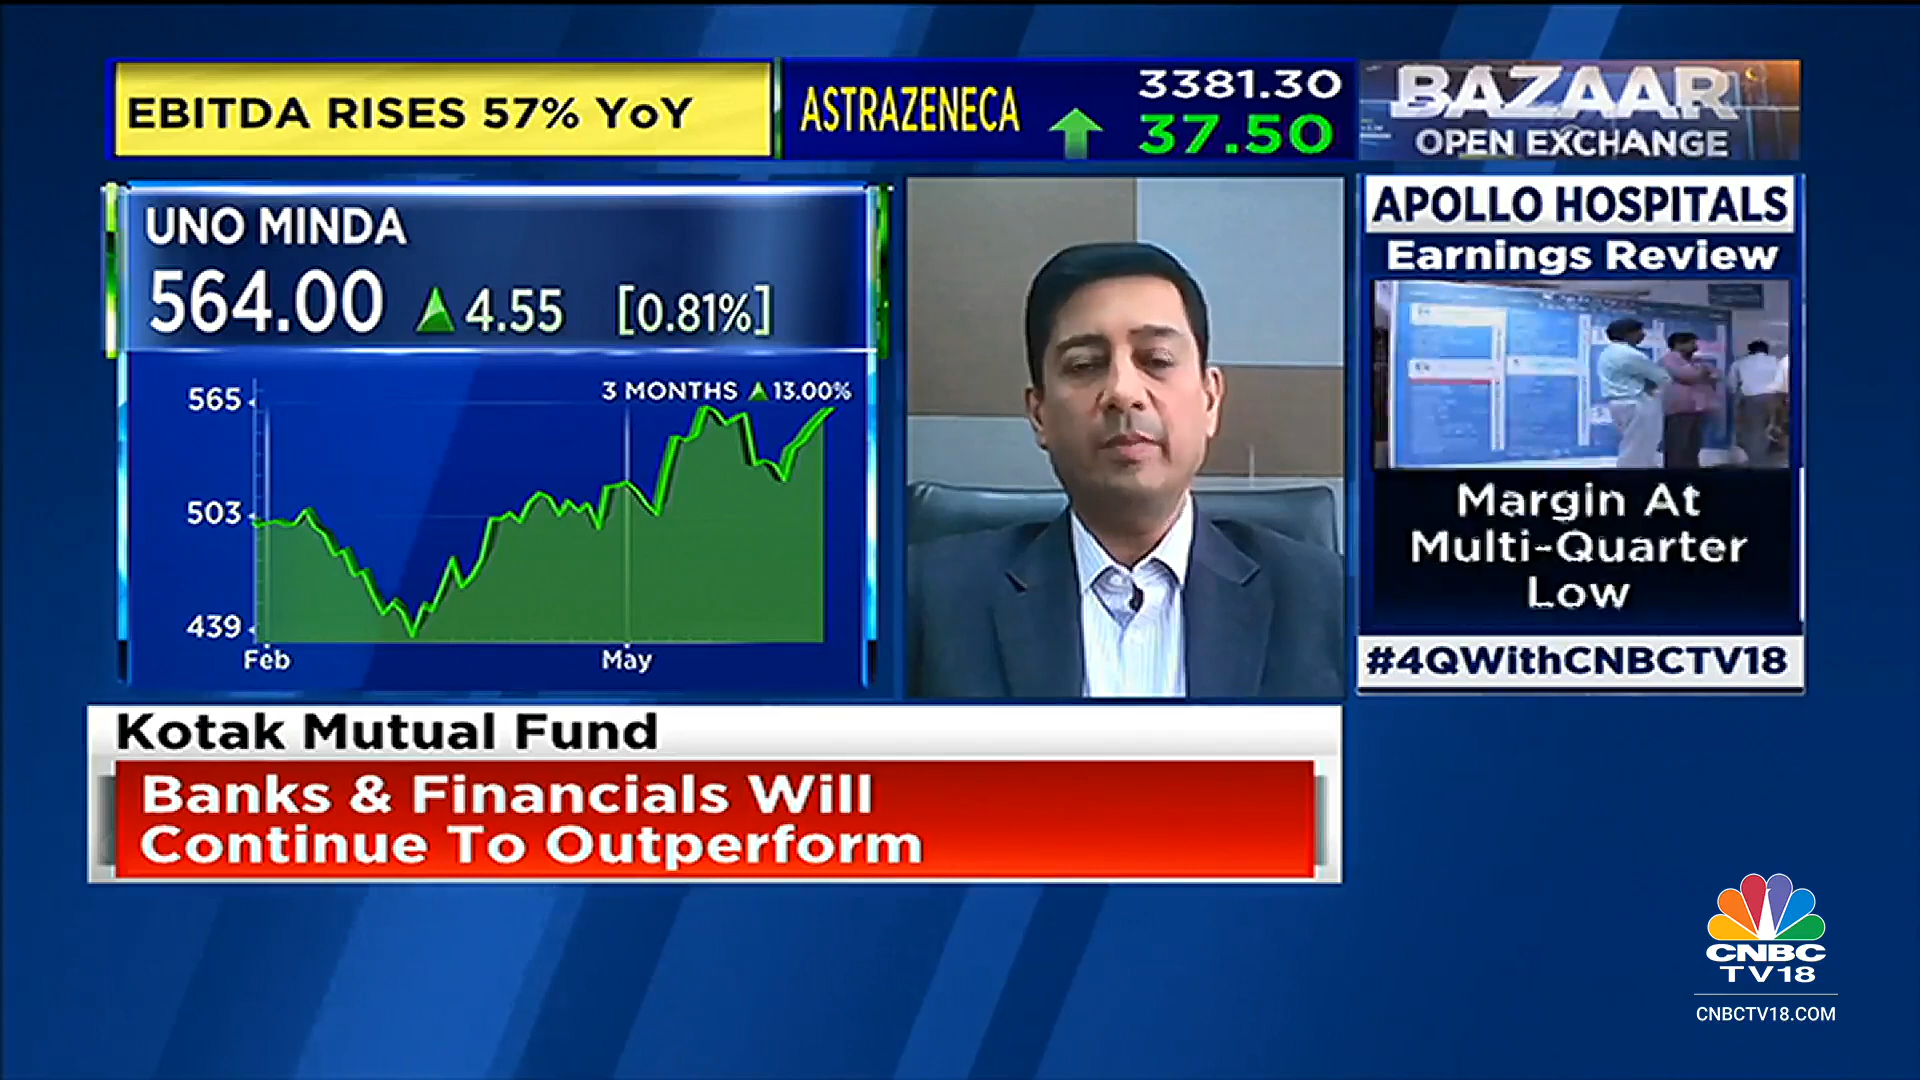 EBITDA RISES 57% YoY
ASTRAZENECA
3381.30
37.50
BAZAAR
OPEN EXCHANGE
UNO MINDA
564.00 4.55 [0.81%]
3 MONTHS 13.00%
565
503
439
Feb May
APOLLO HOSPITALS
Earnings Review
Margin At
Multi-Quarter
Low
#4QWithCNBCTV18
Kotak Mutual Fund
Banks & Financials Will
Continue To Outperform
CNBC
TV18
CNBCTV18.COM